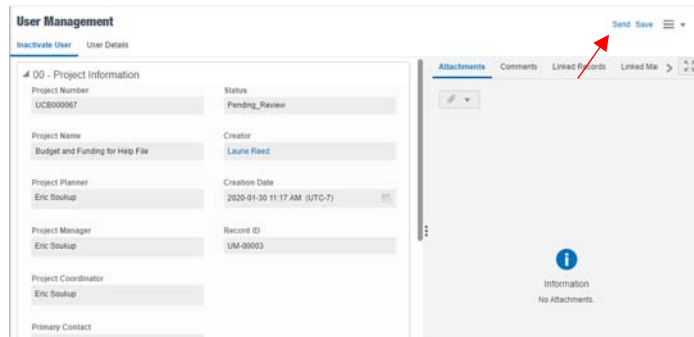 User Management
Send Save
Inactivate User User Details
00 - Project Information
Project Number
UCB000067
Status
Pending_Review
Project Name
Budget and Funding for Help File
Creator
Laurie Reed
Project Planner
Eric Soukup
Creation Date
2020-01-30 11:17 AM (UTC-7)
Project Manager
Eric Soukup
Record ID
UM-00003
Project Coordinator
Eric Soukup
Primary Contact
Attachments Comments Linked Records Linked Mai
Information
No Attachments.